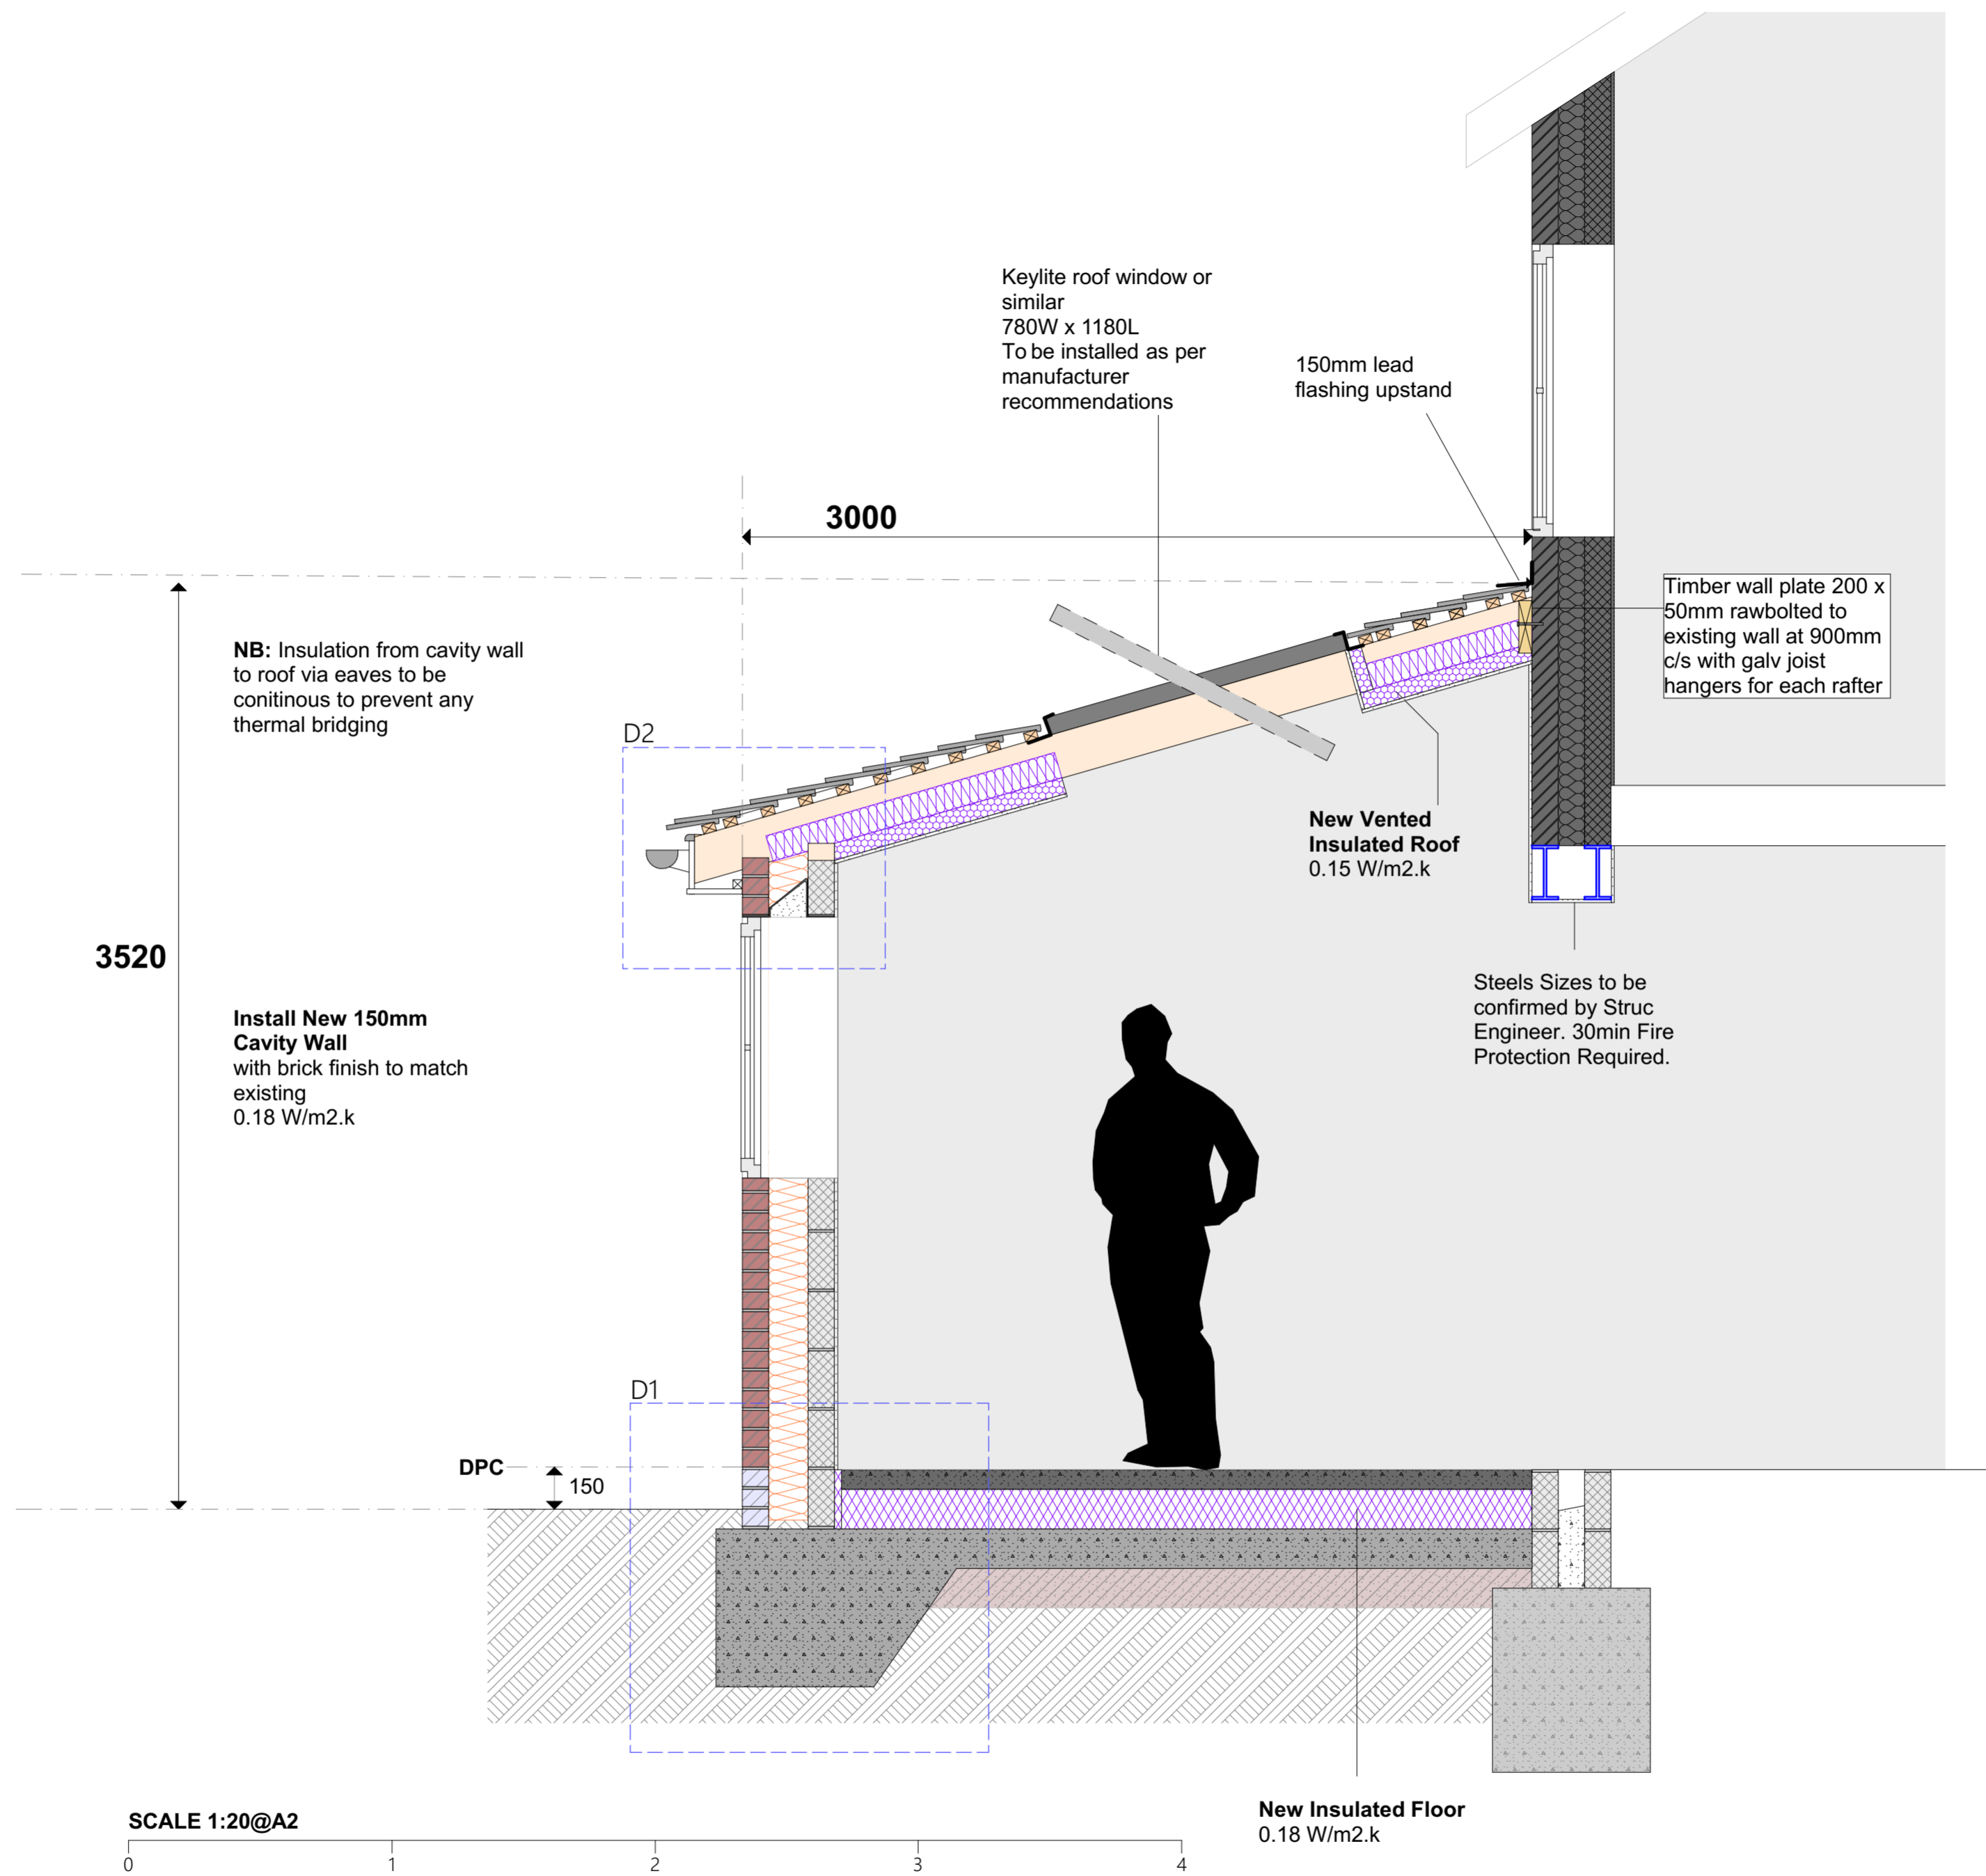 Keylite roof window or
similar
780W x 1180L
To be installed as per
manufacturer
recommendations
150mm lead
flashing upstand
3000
Timber wall plate 200 x
50mm rawbolted to
existing wall at 900mm
c/s with galv joist
hangers for each rafter
NB: Insulation from cavity wall
to roof via eaves to be
conitinous to prevent any
thermal bridging
D2
New Vented
Insulated Roof
0.15 W/m2.k
3520
Steels Sizes to be
confirmed by Struc
Engineer. 30min Fire
Protection Required.
Install New 150mm
Cavity Wall
with brick finish to match
existing
0.18 W/m2.k
D1
DPC
150
New Insulated Floor
0.18 W/m2.k
SCALE 1:20@A2
0 1 2 3 4